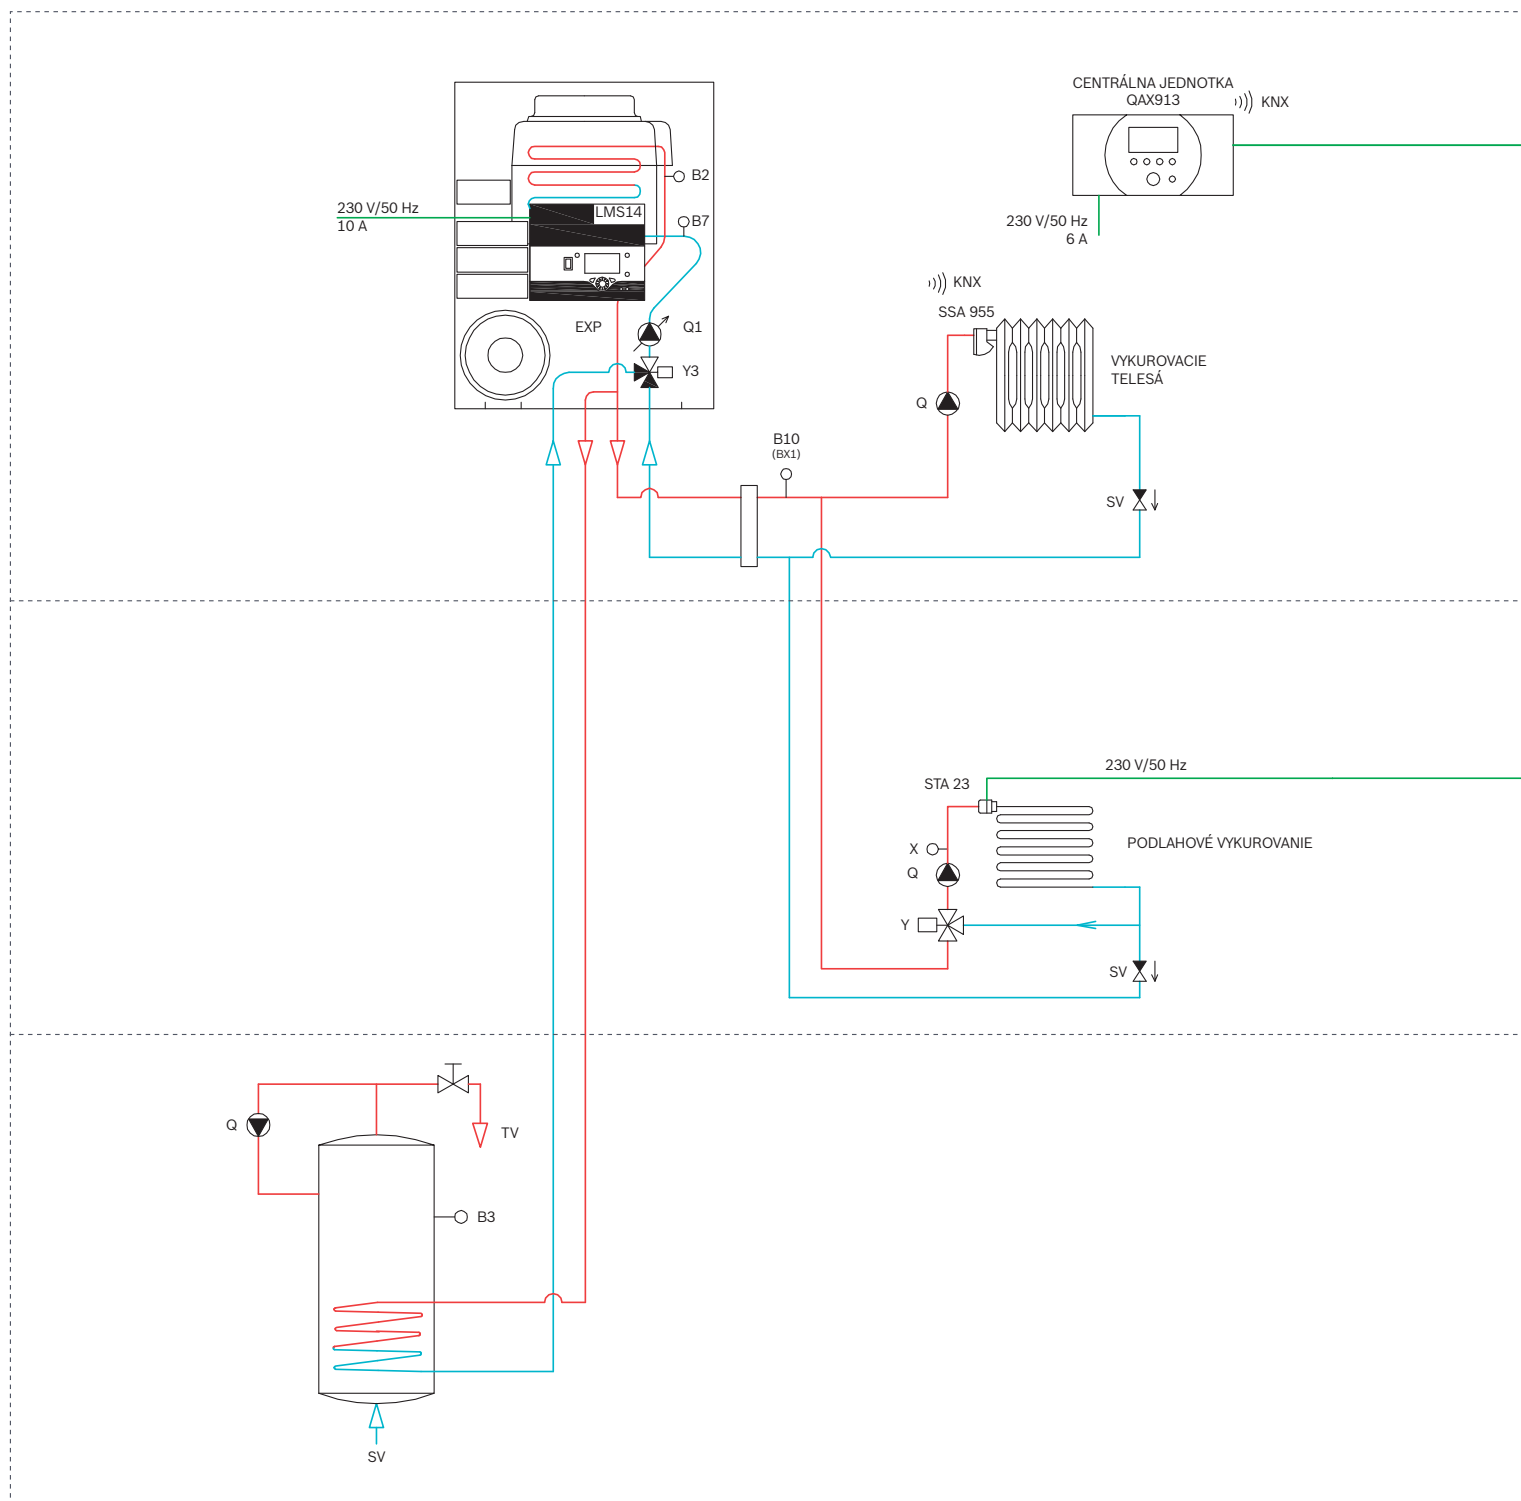 CENTRÁLNA JEDNOTKA
QAX913
KNX
B2
230 V/50 Hz
10 A
LMS14
B7
230 V/50 Hz
6 A
KNX
SSA 955
EXP
Q1
Y3
VYKUROVACIE
TELESÁ
Q
B10
(BX1)
SV
230 V/50 Hz
STA 23
X
Q
PODLAHOVÉ VYKUROVANIE
Y
SV
Q
TV
B3
SV